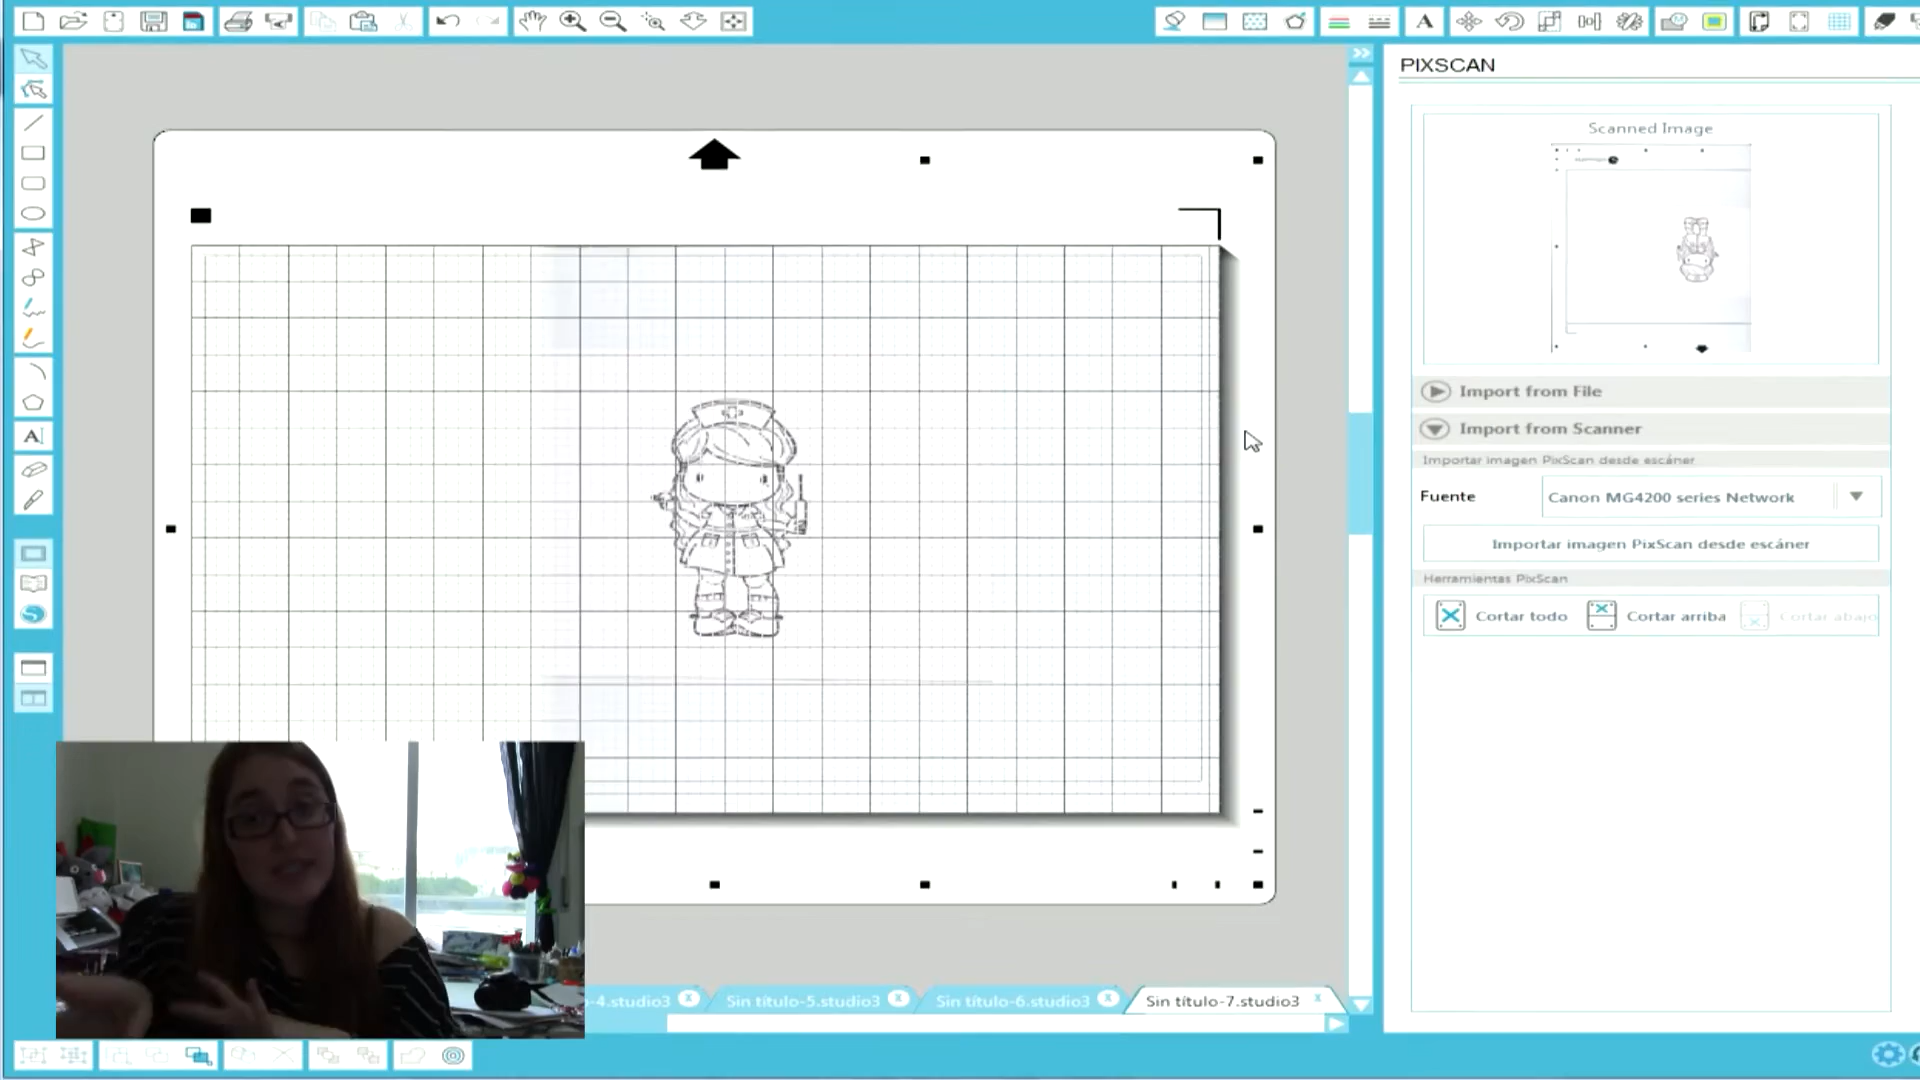 A
PIXSCAN
Scanned Image
Import from File
Import from Scanner
Importar imagen PixScan desde escáner
Fuente
Canon MG4200 series Network
Importar imagen PixScan desde escáner
Herramientas PixScan
Cortar todo
Cortar arriba
Cortar abajo
A
-4.studio3
Sin título-5.studio3
Sin título-6.studio3
Sin título-7.studio3